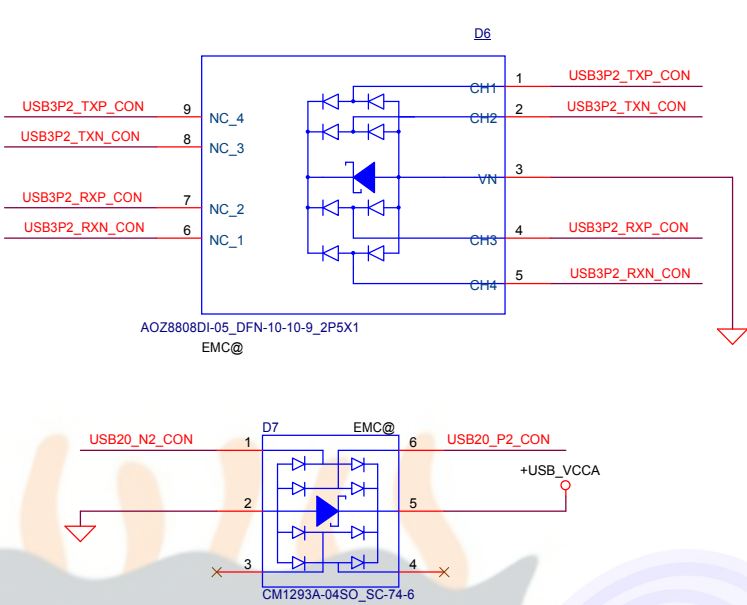 D6
USB3P2_TXP_CON 9 NC_4 CH1 1 USB3P2_TXP_CON
USB3P2_TXN_CON 8 NC_3 CH2 2 USB3P2_TXN_CON
VN 3
USB3P2_RXP_CON 7 NC_2 CH3 4 USB3P2_RXP_CON
USB3P2_RXN_CON 6 NC_1 CH4 5 USB3P2_RXN_CON
AOZ8808DI-05_DFN-10-10-9_2P5X1
EMC@
D7 EMC@
USB20_N2_CON 1 6 USB20_P2_CON
+USB_VCCA
2 5
3 4
CM1293A-04SO_SC-74-6